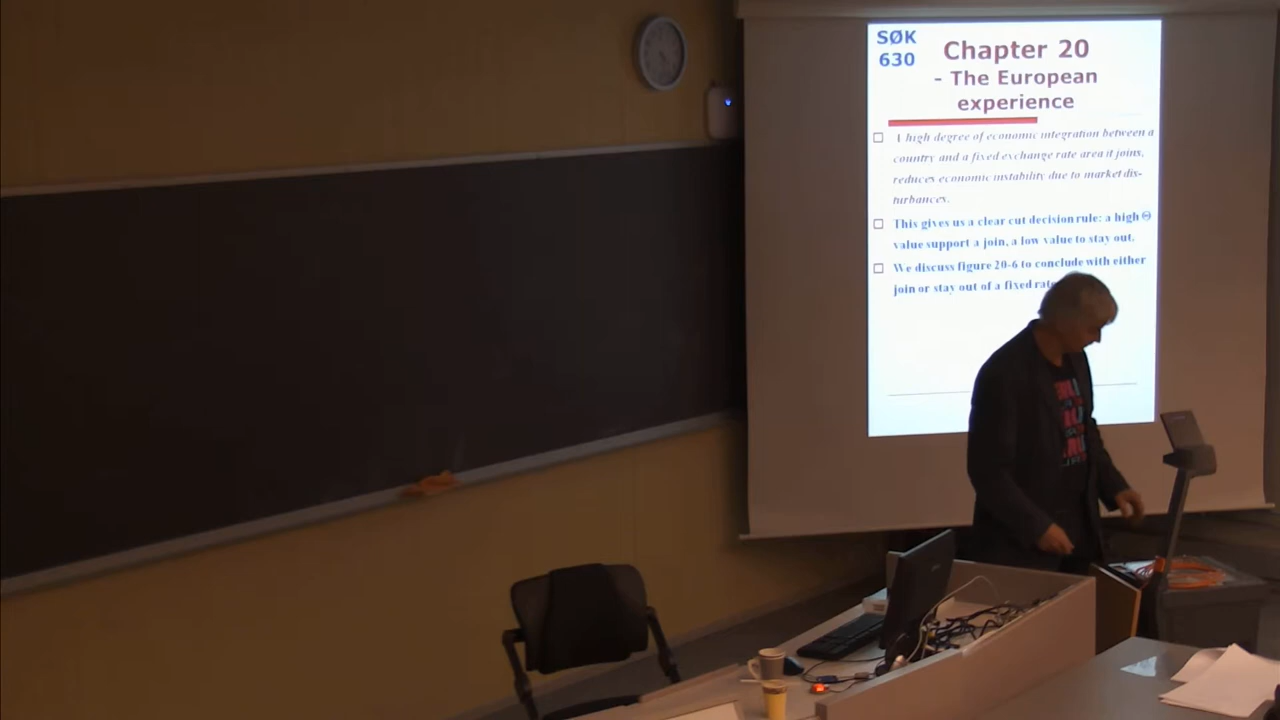 SØK
630
Chapter 20
- The European
experience
A high degree of economic integration between a
country and a fixed exchange rate area it joins,
reduces economic instability due to market dis-
turbances.
This gives us a clear cut decision rule: a high Θ
value support a join, a low value to stay out.
We discuss figure 20-6 to conclude with either
join or stay out of a fixed rate